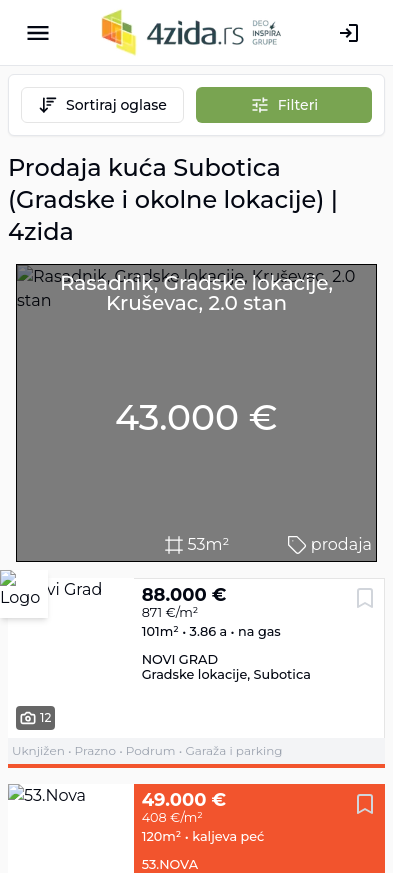 4zida.rs
DEO
INSPIRA
GRUPE
Sortiraj oglase
Filteri
Prodaja kuća Subotica
(Gradske i okolne lokacije) |
4zida
Rasadnik, Gradske lokacije, Kruševac, 2.0
stan
Rasadnik, Gradske lokacije,
Kruševac, 2.0 stan
43.000 €
53m²
prodaja
Logo
vi Grad
12
88.000 €
871 €/m²
101m² • 3.86 a • na gas
NOVI GRAD
Gradske lokacije, Subotica
Uknjižen • Prazno • Podrum • Garaža i parking
53.Nova
49.000 €
408 €/m²
120m² • kaljeva peć
53.NOVA